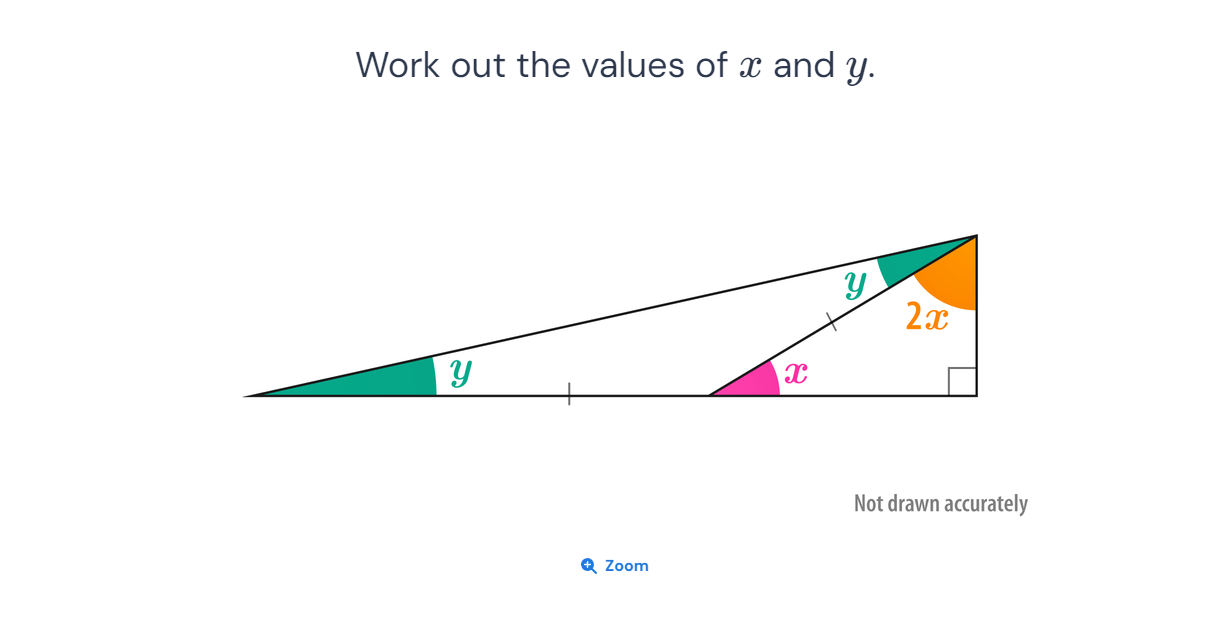 Work out the values of x and y.
y
2x
y
x
Not drawn accurately
Zoom